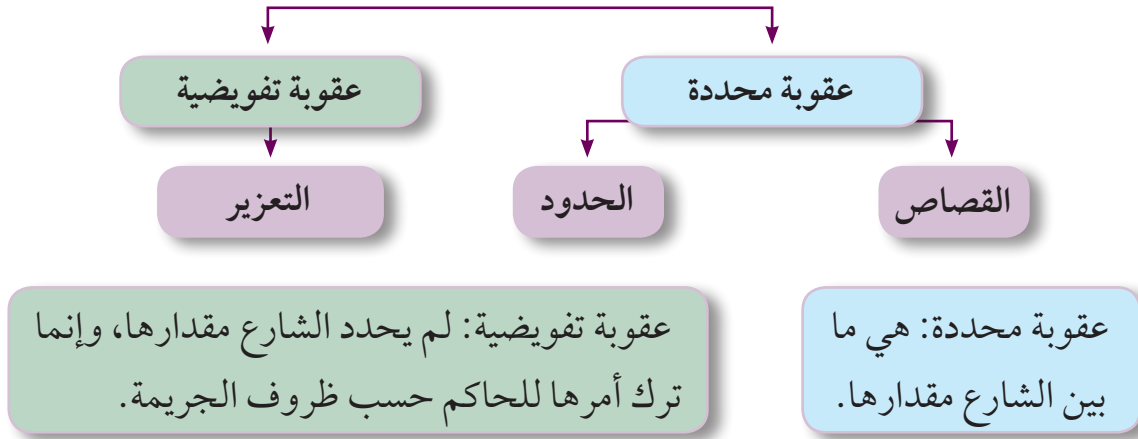 عقوبة محددة
عقوبة تفويضية
القصاص
الحدود
التعزير
عقوبة محددة: هي ما
بين الشارع مقدارها.
عقوبة تفويضية: لم يحدد الشارع مقدارها، وإنما
ترك أمرها للحاكم حسب ظروف الجريمة.